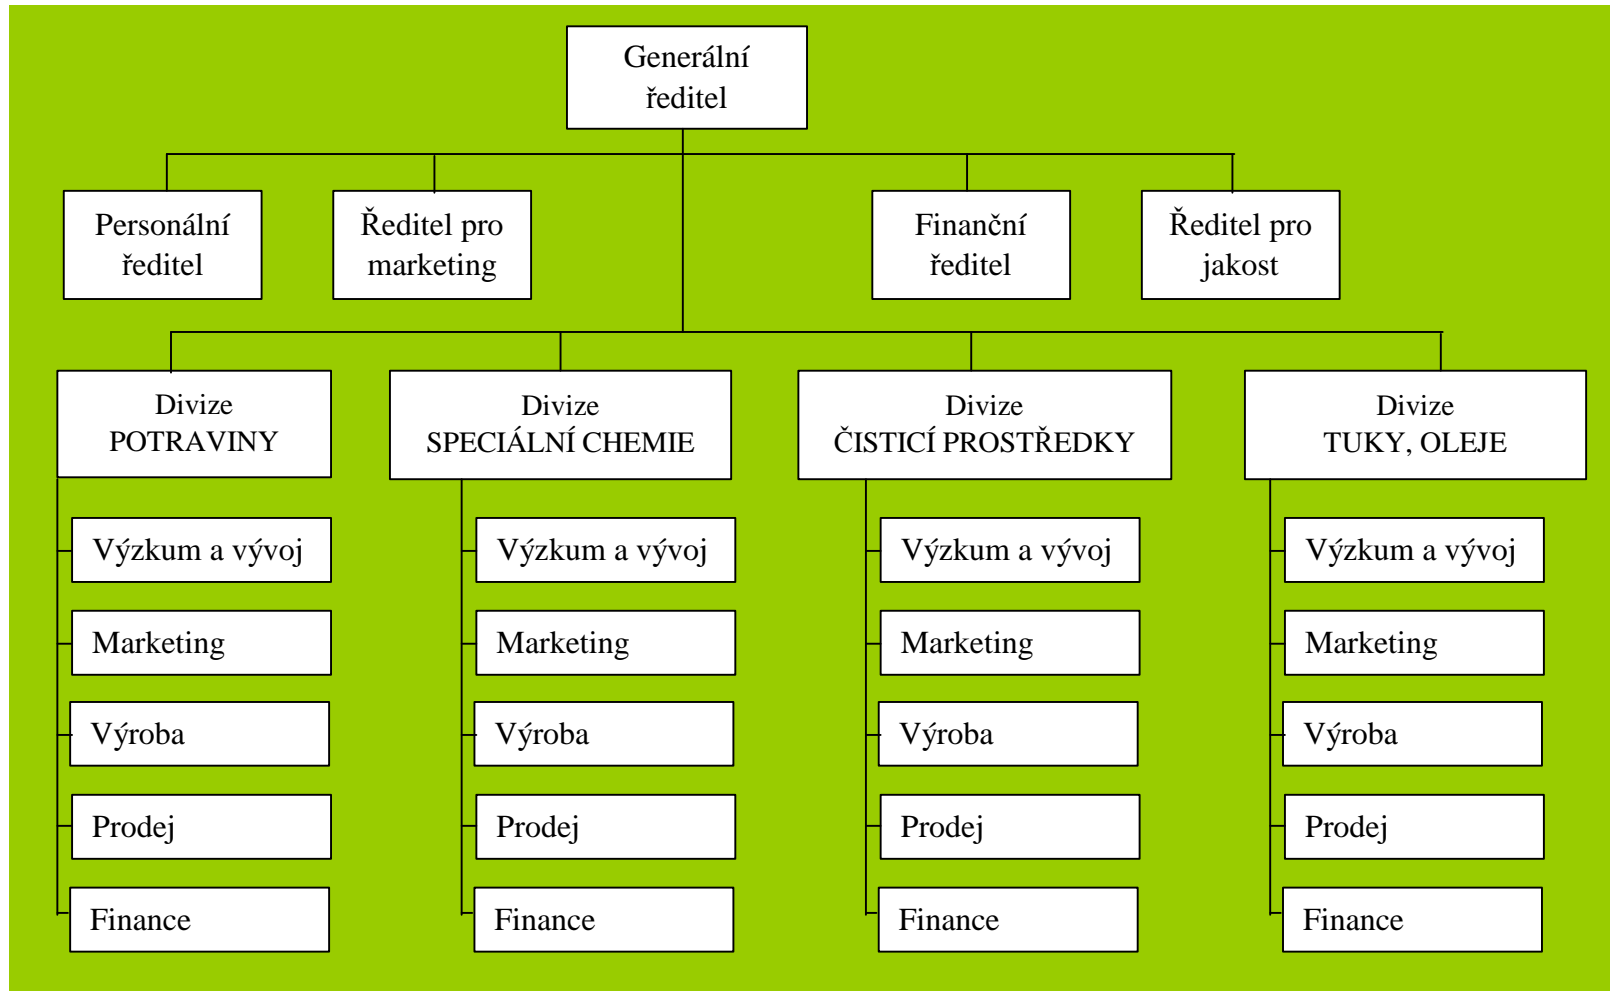 Generální
ředitel
Personální
ředitel
Ředitel pro
marketing
Finanční
ředitel
Ředitel pro
jakost
Divize
POTRAVINY
Divize
SPECIÁLNÍ CHEMIE
Divize
ČISTICÍ PROSTŘEDKY
Divize
TUKY, OLEJE
Výzkum a vývoj
Marketing
Výroba
Prodej
Finance
Výzkum a vývoj
Marketing
Výroba
Prodej
Finance
Výzkum a vývoj
Marketing
Výroba
Prodej
Finance
Výzkum a vývoj
Marketing
Výroba
Prodej
Finance